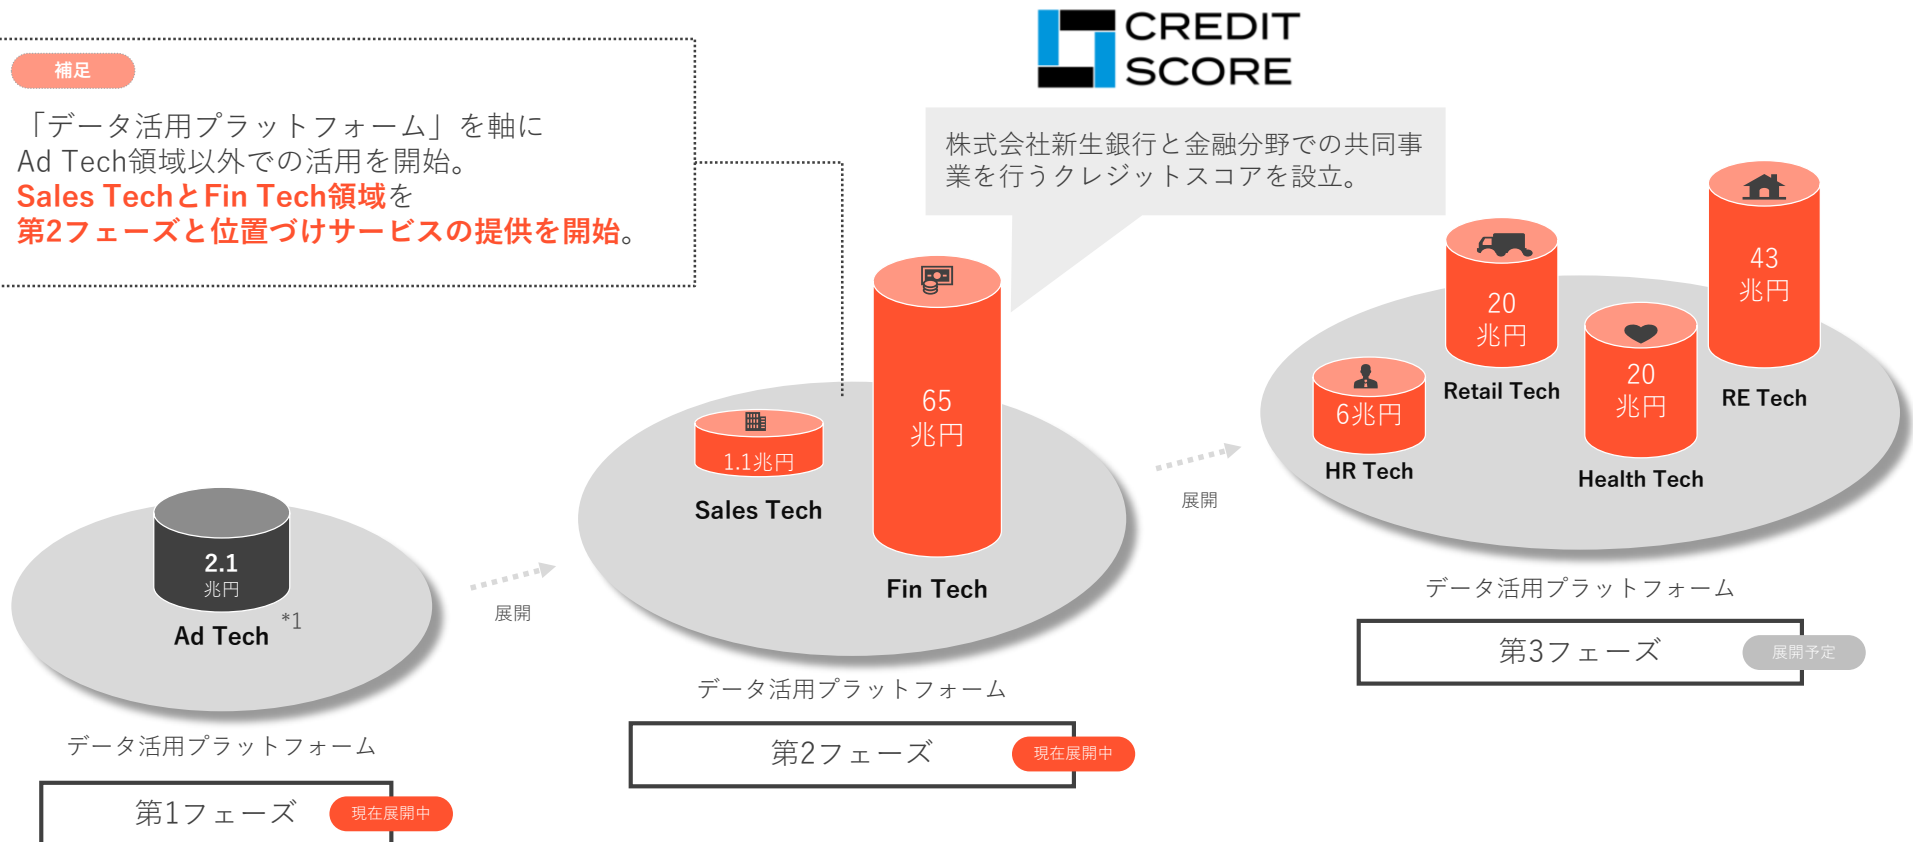 CREDIT
SCORE
補足
「データ活用プラットフォーム」を軸に
Ad Tech領域以外での活用を開始。
Sales TechとFin Tech領域を
第2フェーズと位置づけサービスの提供を開始。
株式会社新生銀行と金融分野での共同事
業を行うクレジットスコアを設立。
2.1
兆円
Ad Tech *1
データ活用プラットフォーム
第1フェーズ
現在展開中
展開
1.1兆円
Sales Tech
65
兆円
Fin Tech
データ活用プラットフォーム
第2フェーズ
現在展開中
展開
6兆円
HR Tech
20
兆円
Retail Tech
20
兆円
Health Tech
43
兆円
RE Tech
データ活用プラットフォーム
第3フェーズ
展開予定